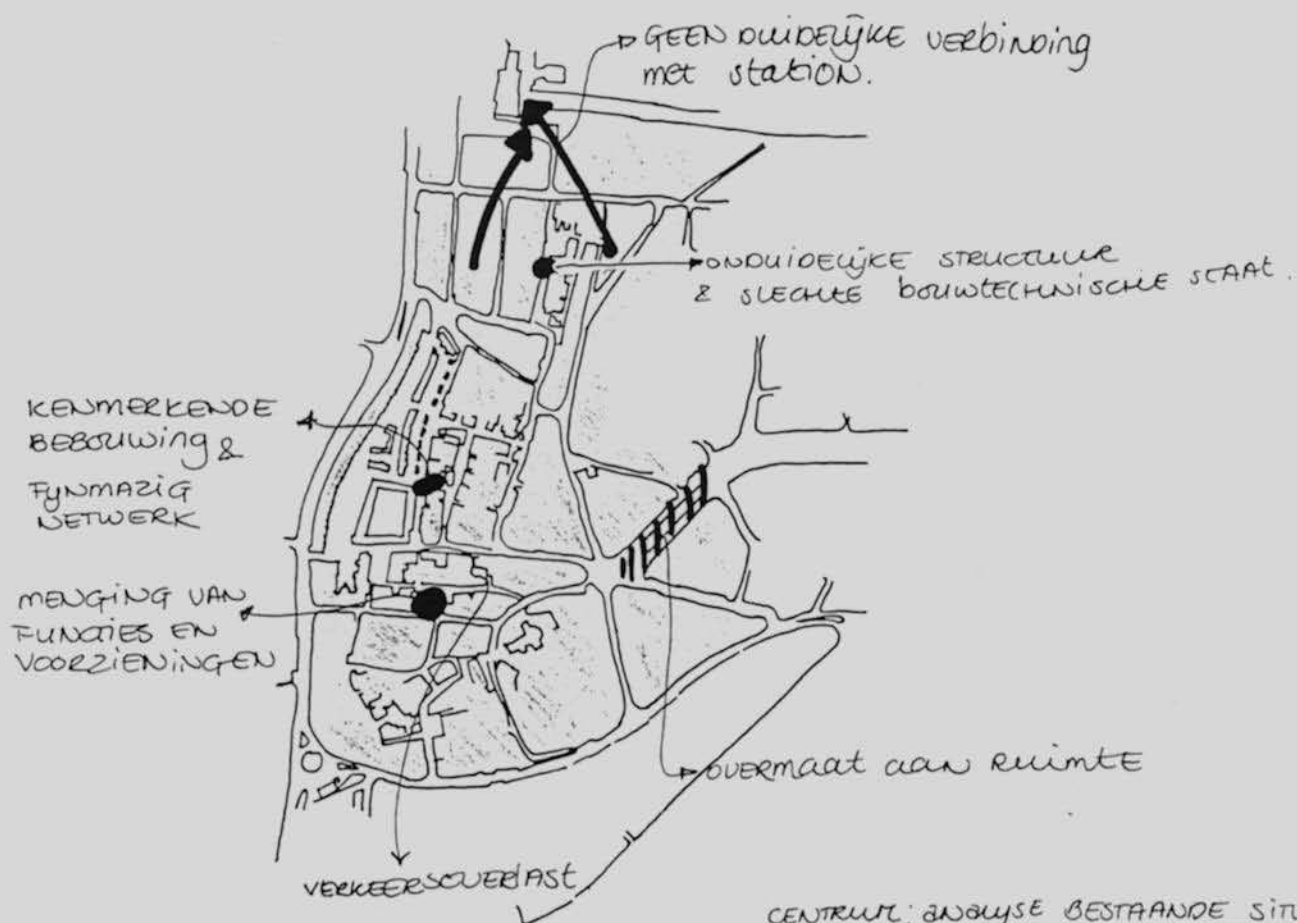 GEEN DUIDELIJKE VERBINDING
met station.
ONDUIDELIJKE STRUCTUUR
& SLECHTE BOUWTECHNISCHE STAAT.
KENMERKENDE
BEBOUWING &
FIJNMAZIG
NETWERK
MENGING VAN
FUNCTIES EN
VOORZIENINGEN
OVERMAAT aan RUIMTE
VERKEERSOVERLAST
CENTRUM: analyse BESTAANDE